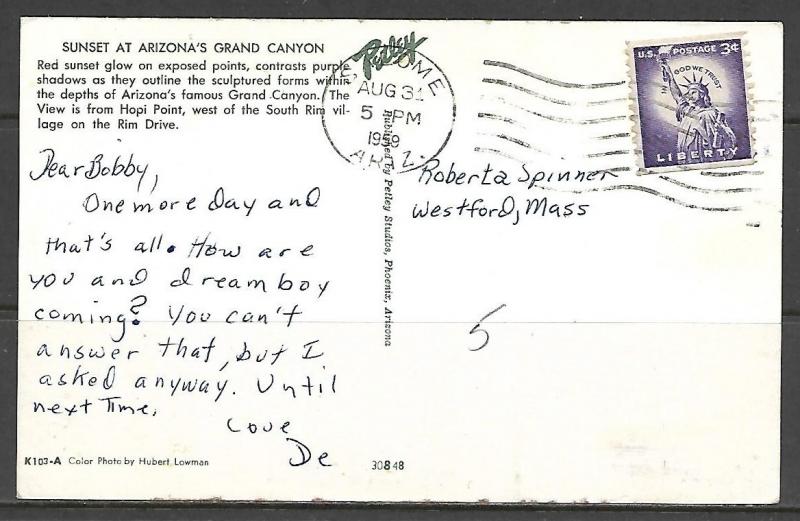 SUNSET AT ARIZONA'S GRAND CANYON
Red sunset glow on exposed points, contrasts purple
shadows as they outline the sculptured forms within
the depths of Arizona's famous Grand Canyon. The
View is from Hopi Point, west of the South Rim vil-
lage on the Rim Drive.
Petley
AUG 31
5 PM
1959
ARIZ.
U.S. POSTAGE 3¢
IN GOD WE TRUST
LIBERTY
Dear Bobby,
One more day and
that's all. How are
you and dreamboy
coming? You can't
answer that, but I
asked anyway. Until
next Time.
Love
De
Published by Petley Studios, Phoenix, Arizona
Roberta Spinner
Westford, Mass
5
K103-A Color Photo by Hubert Lowman
30848